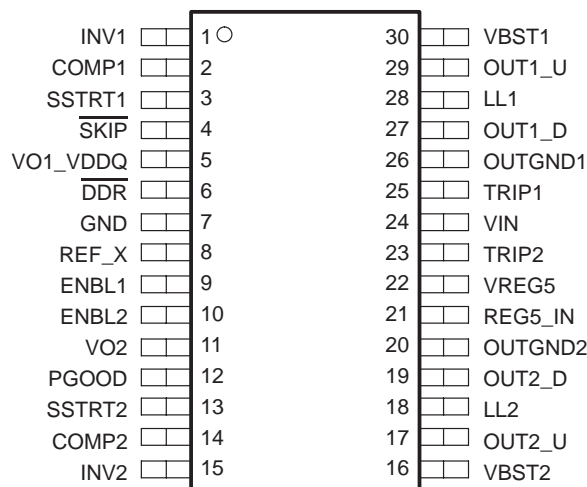 INV1 1 30 VBST1
COMP1 2 29 OUT1_U
SSTRT1 3 28 LL1
SKIP 4 27 OUT1_D
VO1_VDDQ 5 26 OUTGND1
DDR 6 25 TRIP1
GND 7 24 VIN
REF_X 8 23 TRIP2
ENBL1 9 22 VREG5
ENBL2 10 21 REG5_IN
VO2 11 20 OUTGND2
PGOOD 12 19 OUT2_D
SSTRT2 13 18 LL2
COMP2 14 17 OUT2_U
INV2 15 16 VBST2